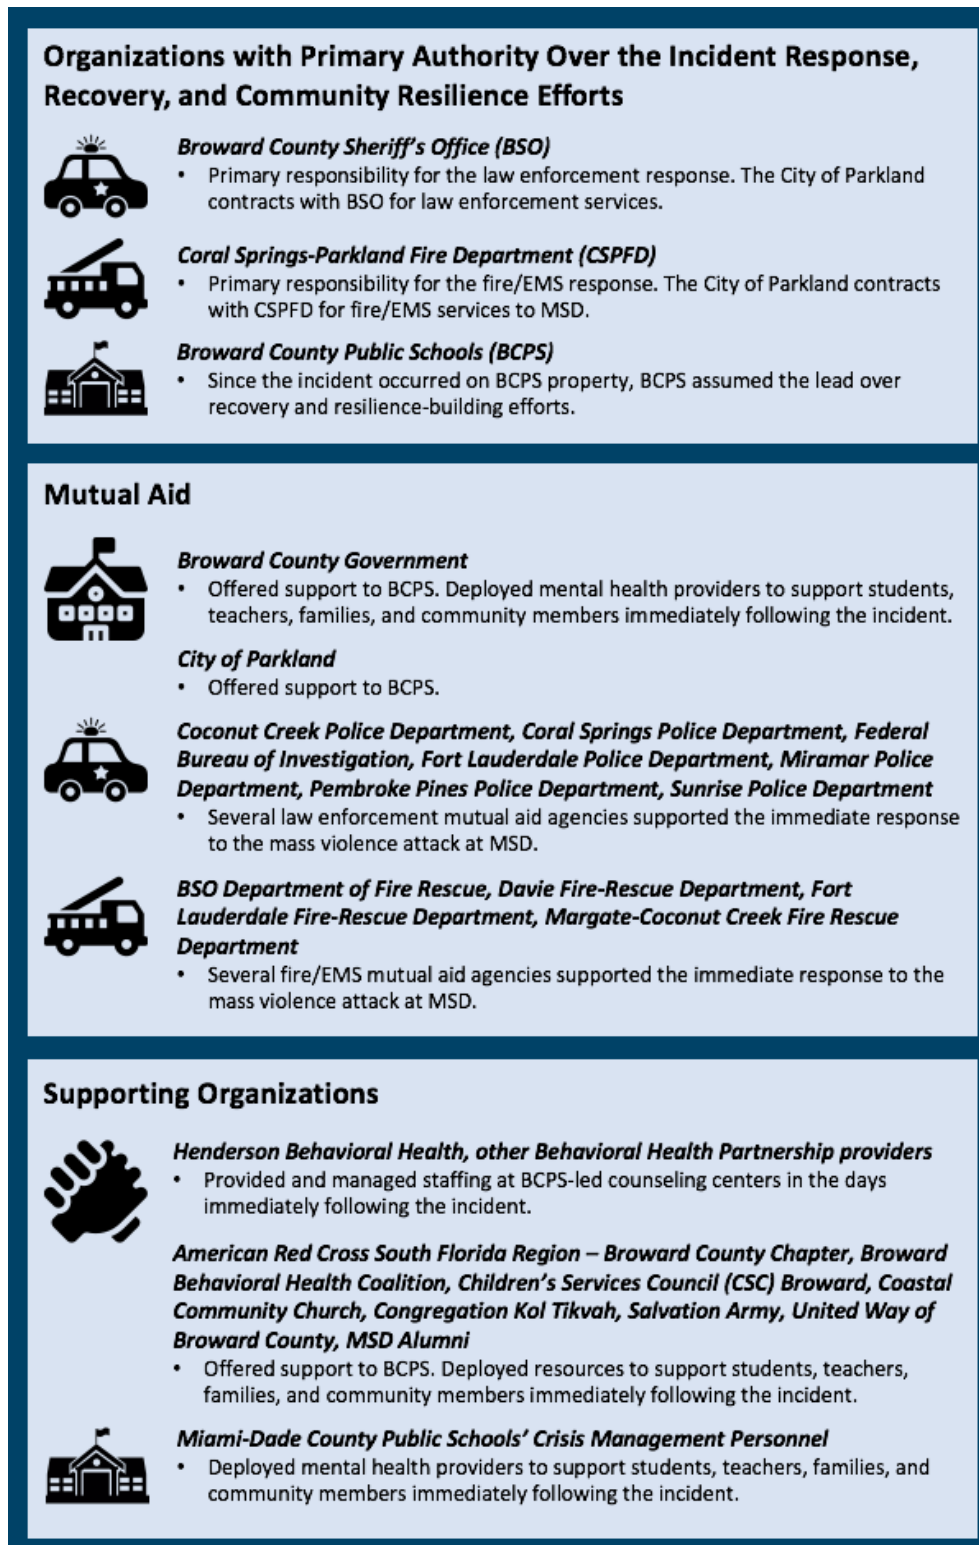 Organizations with Primary Authority Over the Incident Response,
Recovery, and Community Resilience Efforts
Broward County Sheriff's Office (BSO)
• Primary responsibility for the law enforcement response. The City of Parkland
contracts with BSO for law enforcement services.
Coral Springs-Parkland Fire Department (CSPFD)
• Primary responsibility for the fire/EMS response. The City of Parkland contracts
with CSPFD for fire/EMS services to MSD.
Broward County Public Schools (BCPS)
• Since the incident occurred on BCPS property, BCPS assumed the lead over
recovery and resilience-building efforts.
Mutual Aid
Broward County Government
• Offered support to BCPS. Deployed mental health providers to support students,
teachers, families, and community members immediately following the incident.
City of Parkland
• Offered support to BCPS.
Coconut Creek Police Department, Coral Springs Police Department, Federal
Bureau of Investigation, Fort Lauderdale Police Department, Miramar Police
Department, Pembroke Pines Police Department, Sunrise Police Department
• Several law enforcement mutual aid agencies supported the immediate response
to the mass violence attack at MSD.
BSO Department of Fire Rescue, Davie Fire-Rescue Department, Fort
Lauderdale Fire-Rescue Department, Margate-Coconut Creek Fire Rescue
Department
• Several fire/EMS mutual aid agencies supported the immediate response to the
mass violence attack at MSD.
Supporting Organizations
Henderson Behavioral Health, other Behavioral Health Partnership providers
• Provided and managed staffing at BCPS-led counseling centers in the days
immediately following the incident.
American Red Cross South Florida Region – Broward County Chapter, Broward
Behavioral Health Coalition, Children's Services Council (CSC) Broward, Coastal
Community Church, Congregation Kol Tikvah, Salvation Army, United Way of
Broward County, MSD Alumni
• Offered support to BCPS. Deployed resources to support students, teachers,
families, and community members immediately following the incident.
Miami-Dade County Public Schools' Crisis Management Personnel
• Deployed mental health providers to support students, teachers, families, and
community members immediately following the incident.